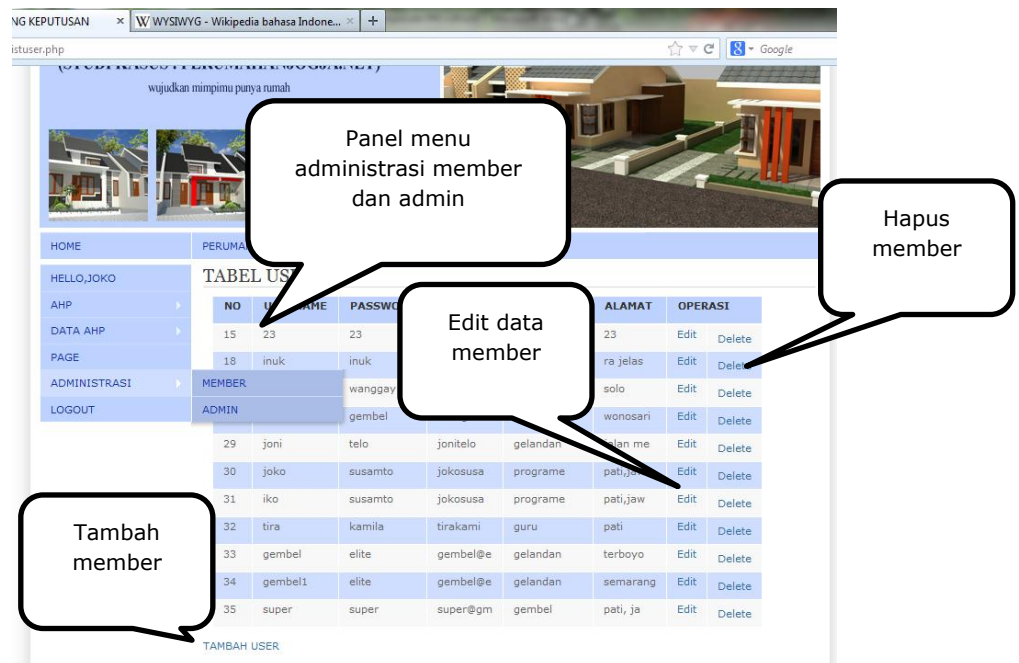 NG KEPUTUSAN × W WYSIWYG - Wikipedia bahasa Indone... × +
istuser.php Google
wujudkan mimpimu punya rumah
Panel menu
administrasi member
dan admin
Hapus
member
HOME
HELLO,JOKO
AHP
DATA AHP
PAGE
ADMINISTRASI
LOGOUT
MEMBER
ADMIN
TABEL
NO ALAMAT OPERASI
15 23 23 23 Edit Delete
18 inuk inuk ra jelas Edit Delete
wanggay solo Edit Delete
gembel wonosari Edit Delete
29 joni telo jonitelo gelandan jalan me Edit Delete
30 joko susamto jokosusa programe Edit Delete
31 iko susamto jokosusa programe pati,jaw Edit Delete
32 tira kamila tirakami guru pati Edit Delete
33 gembel elite gembel@e gelandan terboyo Edit Delete
34 gembel1 elite gembel@e gelandan semarang Edit Delete
35 super super super@gm gembel pati, ja Edit Delete
Edit data
member
Tambah
member
TAMBAH USER